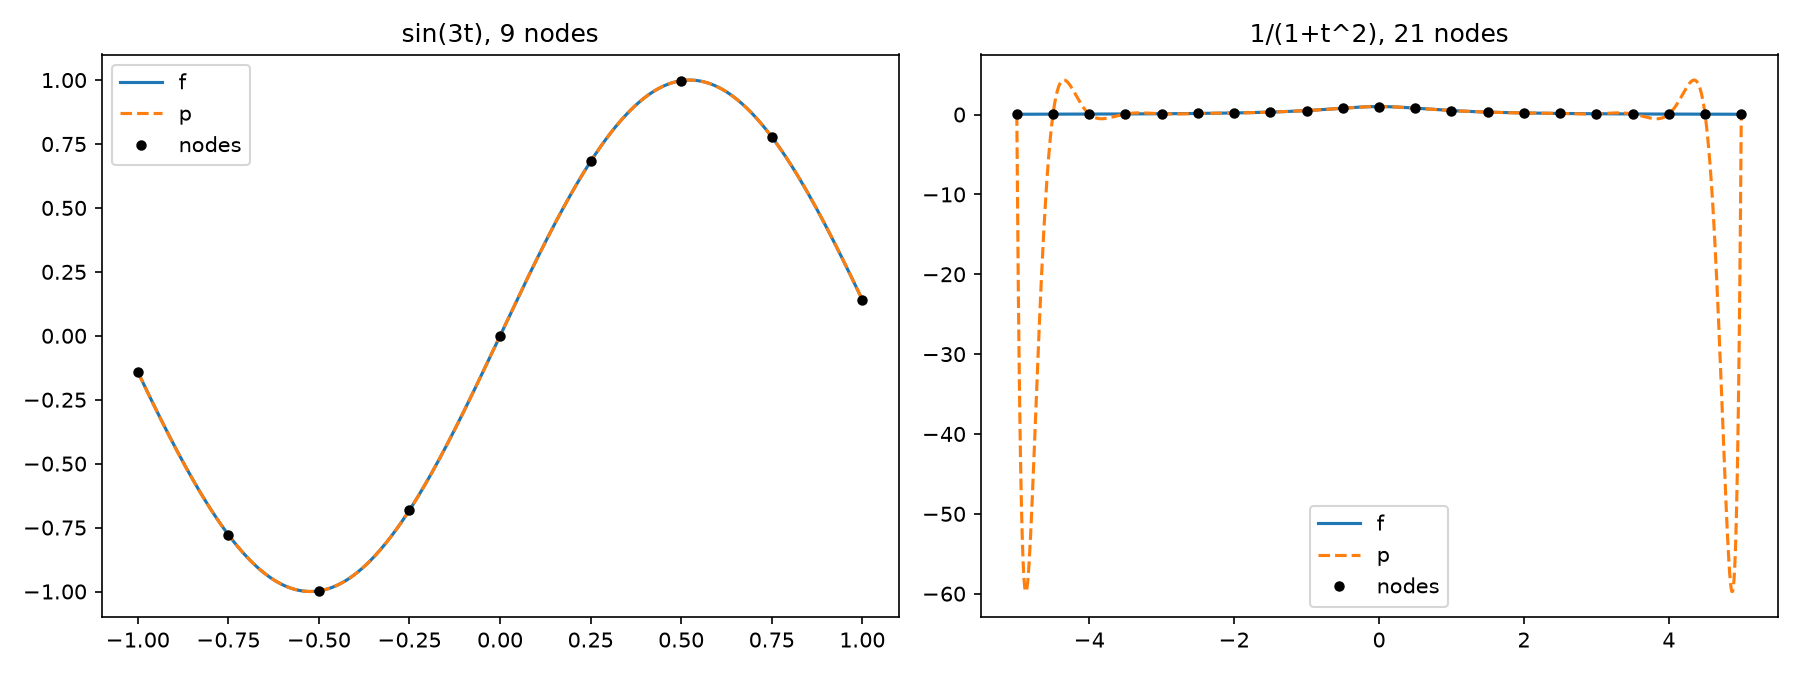 sin(3t), 9 nodes
1.00
0.75
0.50
0.25
0.00
−0.25
−0.50
−0.75
−1.00
f
p
nodes
−1.00 −0.75 −0.50 −0.25 0.00 0.25 0.50 0.75 1.00
1/(1+t^2), 21 nodes
0
−10
−20
−30
−40
−50
−60
f
p
nodes
−4 −2 0 2 4